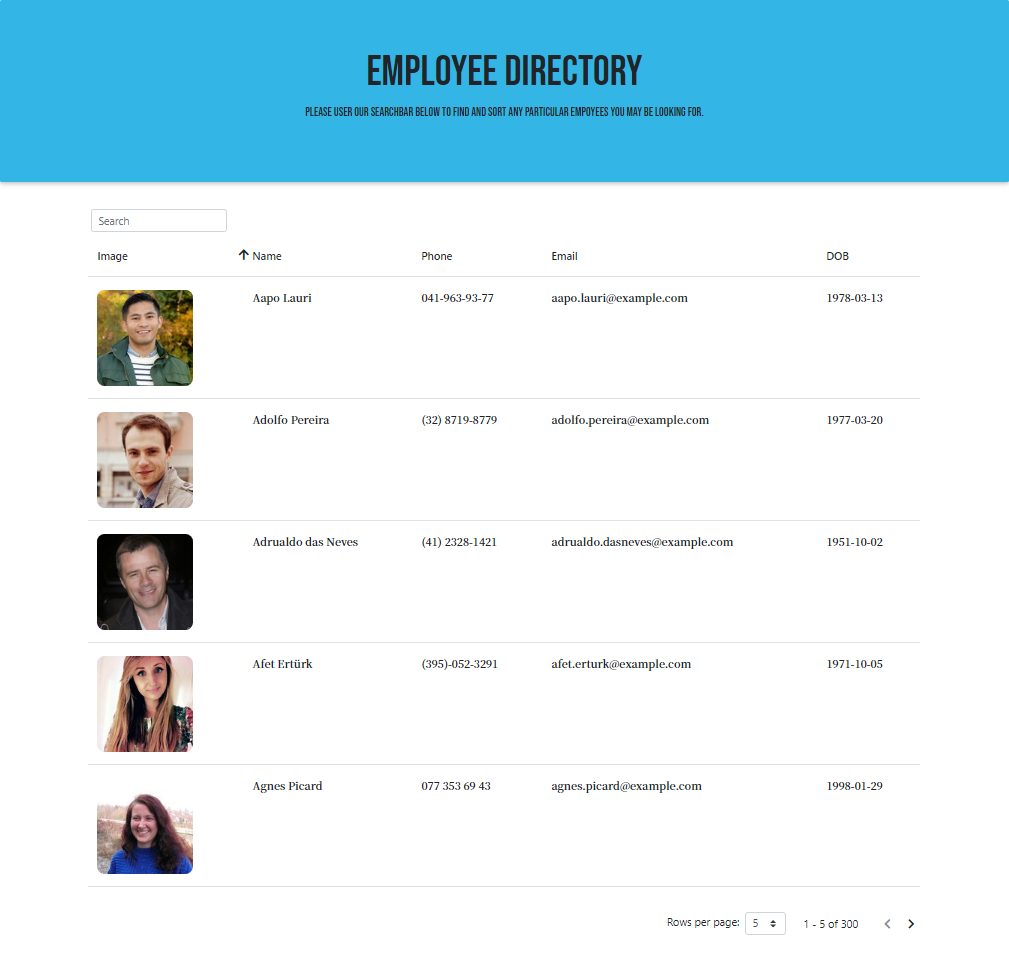 EMPLOYEE DIRECTORY
PLEASE USER OUR SEARCHBAR BELOW TO FIND AND SORT ANY PARTICULAR EMPOYEES YOU MAY BE LOOKING FOR.
Search
Image Name Phone Email DOB
Aapo Lauri 041-963-93-77 aapo.lauri@example.com 1978-03-13
Adolfo Pereira (32) 8719-8779 adolfo.pereira@example.com 1977-03-20
Adrualdo das Neves (41) 2328-1421 adrualdo.dasneves@example.com 1951-10-02
Afet Ertürk (395)-052-3291 afet.erturk@example.com 1971-10-05
Agnes Picard 077 353 69 43 agnes.picard@example.com 1998-01-29
Rows per page: 5 1 - 5 of 300